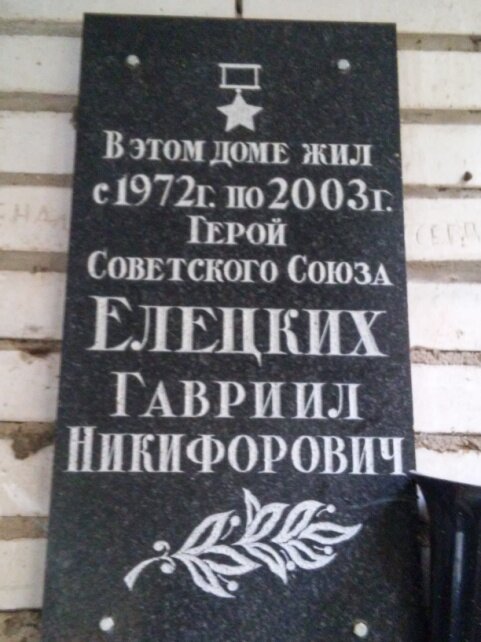 В этом доме жил
с 1972г. по 2003г.
Герой
Советского Союза
Елецких
Гавриил
Никифорович